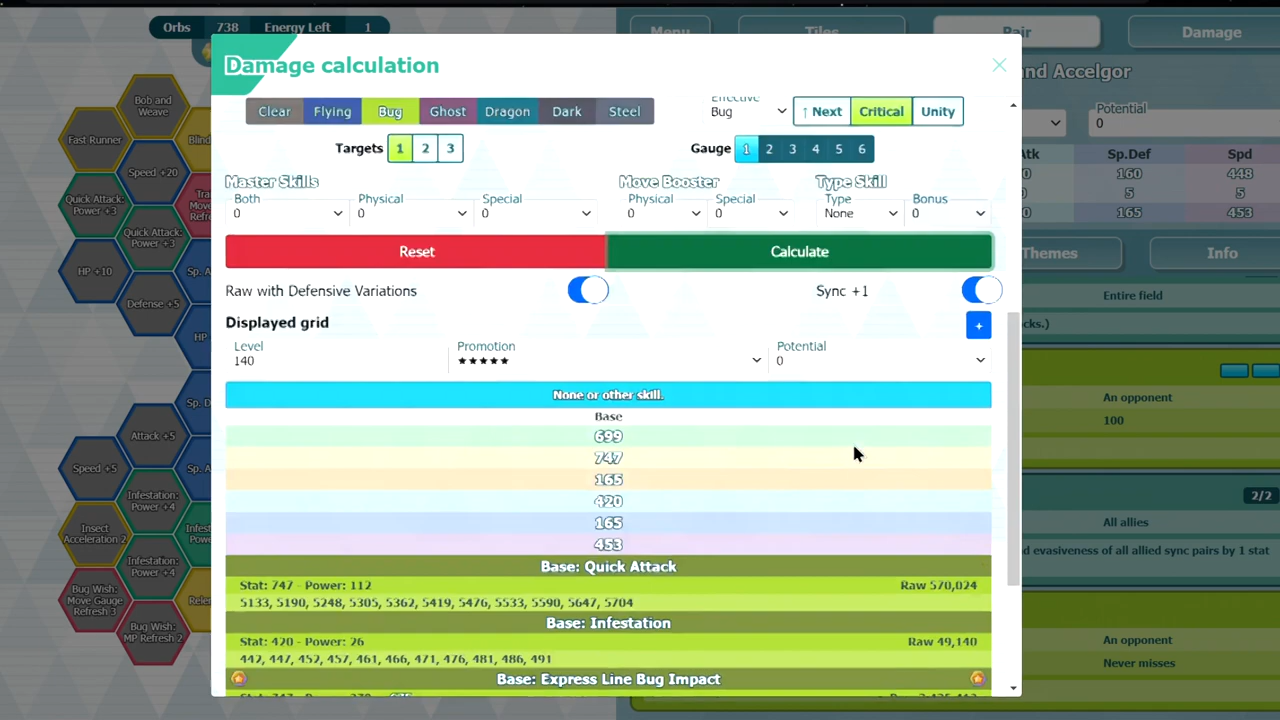 Orbs 738 Energy Left 1
Menu Tiles Pair Damage
Damage calculation
and Accelgor
Bob and
Weave
Fast Runner
Blind
Speed +20
Quick Attack:
Power +3
Quick Attack:
Power +3
HP +10
Sp. A
Defense +5
HP
Sp. D
Attack +5
Speed +5
Sp. A
Infestation:
Power +4
Insect
Acceleration 2
Infest
Pow
Infestation:
Power +4
Bug Wish:
Move Gauge
Refresh 3
Bug Wish:
MP Refresh 2
Clear Flying Bug Ghost Dragon Dark Steel
Effective
Bug
↑ Next Critical Unity
Targets 1 2 3
Gauge 1 2 3 4 5 6
Master Skills Move Booster Type Skill
Both Physical Special Physical Special Type Bonus
0 0 0 0 0 None 0
Reset Calculate
Raw with Defensive Variations Sync +1
Displayed grid +
Level Promotion Potential
140 ★★★★★ 0
None or other skill.
Base
699
747
165
420
165
453
Base: Quick Attack
Stat: 747 - Power: 112 Raw 570,024
5133, 5190, 5248, 5305, 5362, 5419, 5476, 5533, 5590, 5647, 5704
Base: Infestation
Stat: 420 - Power: 26 Raw 49,140
442, 447, 452, 457, 461, 466, 471, 476, 481, 486, 491
Base: Express Line Bug Impact
Potential
0
Atk Sp.Def Spd
0 160 448
0 5 5
0 165 453
Themes Info
Entire field
cks.)
An opponent
100
2/2
All allies
d evasiveness of all allied sync pairs by 1 stat
An opponent
Never misses